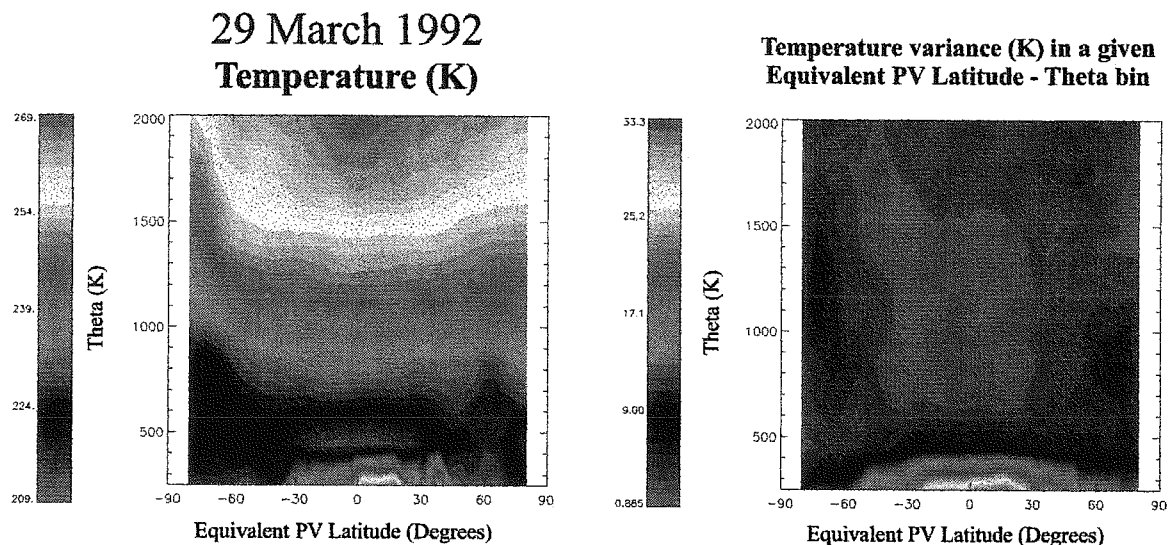 29 March 1992
Temperature (K)
269.
254.
239.
224.
209.
Theta (K)
2000
1500
1000
500
-90 -60 -30 0 30 60 90
Equivalent PV Latitude (Degrees)
Temperature variance (K) in a given
Equivalent PV Latitude - Theta bin
33.3
25.2
17.1
9.00
0.885
Theta (K)
2000
1500
1000
500
-90 -60 -30 0 30 60 90
Equivalent PV Latitude (Degrees)